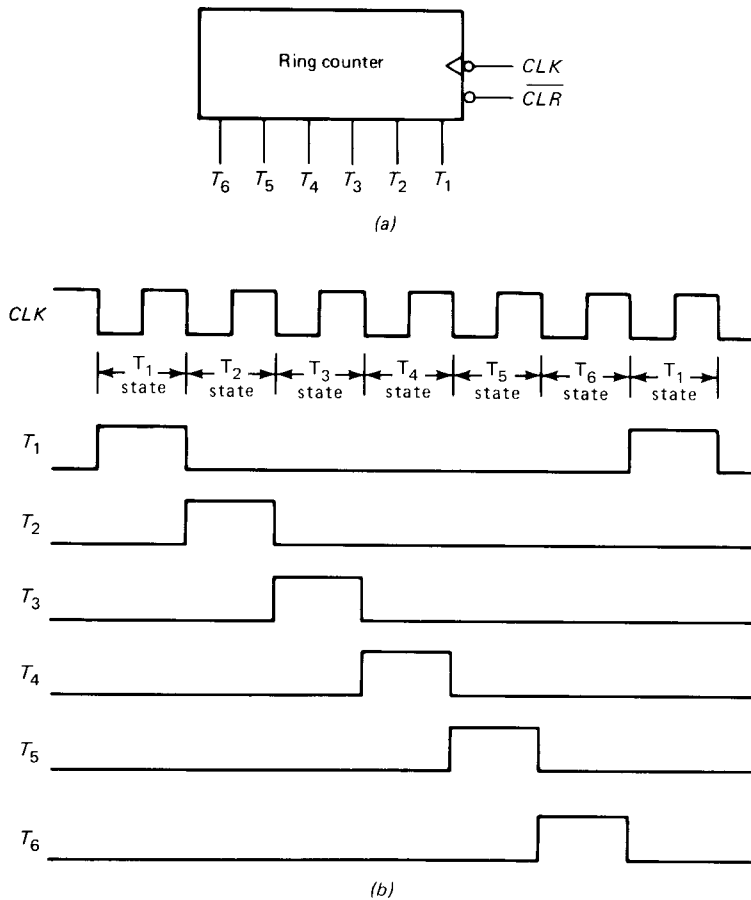 Ring counter
CLK
C̅L̅R̅
T₆ T₅ T₄ T₃ T₂ T₁
(a)
CLK
T₁ state T₂ state T₃ state T₄ state T₅ state T₆ state T₁ state
T₁
T₂
T₃
T₄
T₅
T₆
(b)